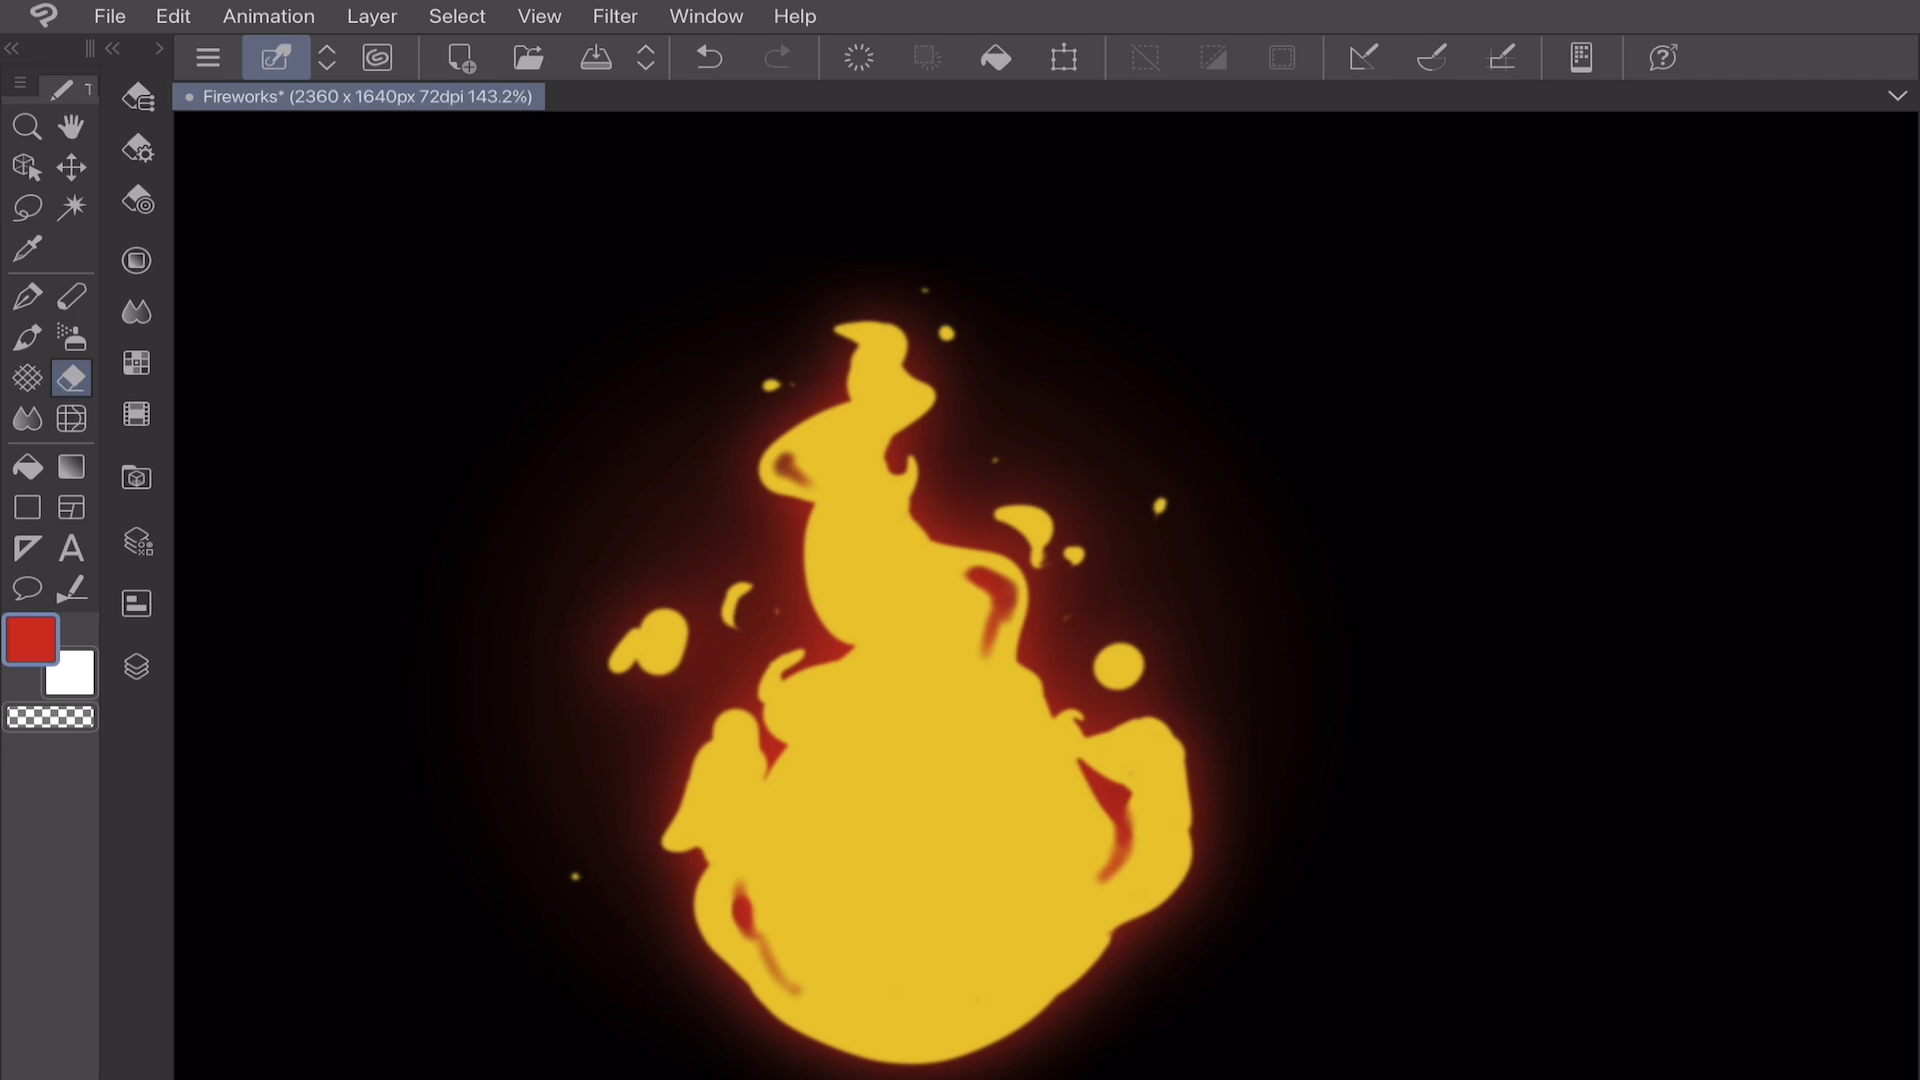 File Edit Animation Layer Select View Filter Window Help
T
Fireworks* (2360 x 1640px 72dpi 143.2%)
A